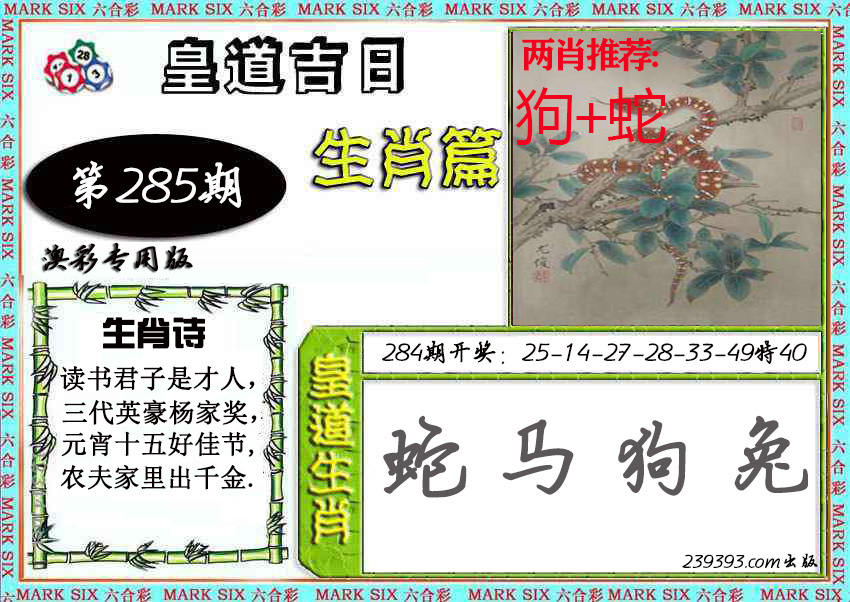 MARK SIX 六合彩 MARK SIX 六合彩 MARK SIX 六合彩 MARK SIX 六合彩 MARK SIX 六合彩 MARK SIX 六合彩
28
1
3
皇道吉日
两肖推荐:
狗+蛇
生肖篇
第285期
澳彩专用版
生肖诗
读书君子是才人，
三代英豪杨家奖，
元宵十五好佳节,
农夫家里出千金.
284期开奖：25-14-27-28-33-49特40
皇道生肖
蛇 马 狗 兔
239393.com出版
MARK SIX 六合彩 MARK SIX 六合彩 MARK SIX 六合彩 MARK SIX 六合彩 MARK SIX 六合彩 MARK SIX 六合彩